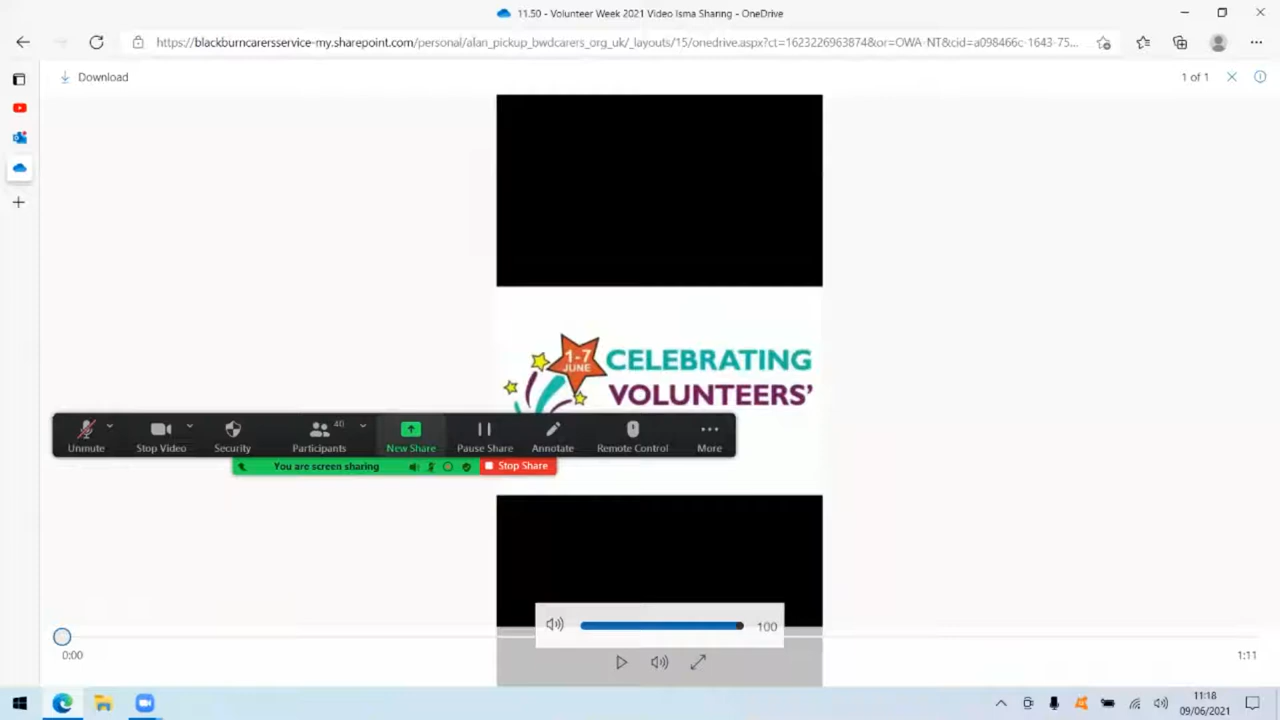 11.50 - Volunteer Week 2021 Video Isma Sharing - OneDrive
https://blackburncarersservice-my.sharepoint.com/personal/alan_pickup_bwdcarers_org_uk/_layouts/15/onedrive.aspx?ct=1623226963874&or=OWA-NT&cid=a098466c-1643-75...
Download
1 of 1
1-7
JUNE
CELEBRATING
VOLUNTEERS’
40
Unmute
Stop Video
Security
Participants
New Share
Pause Share
Annotate
Remote Control
More
You are screen sharing
Stop Share
100
0:00
1:11
11:18
09/06/2021